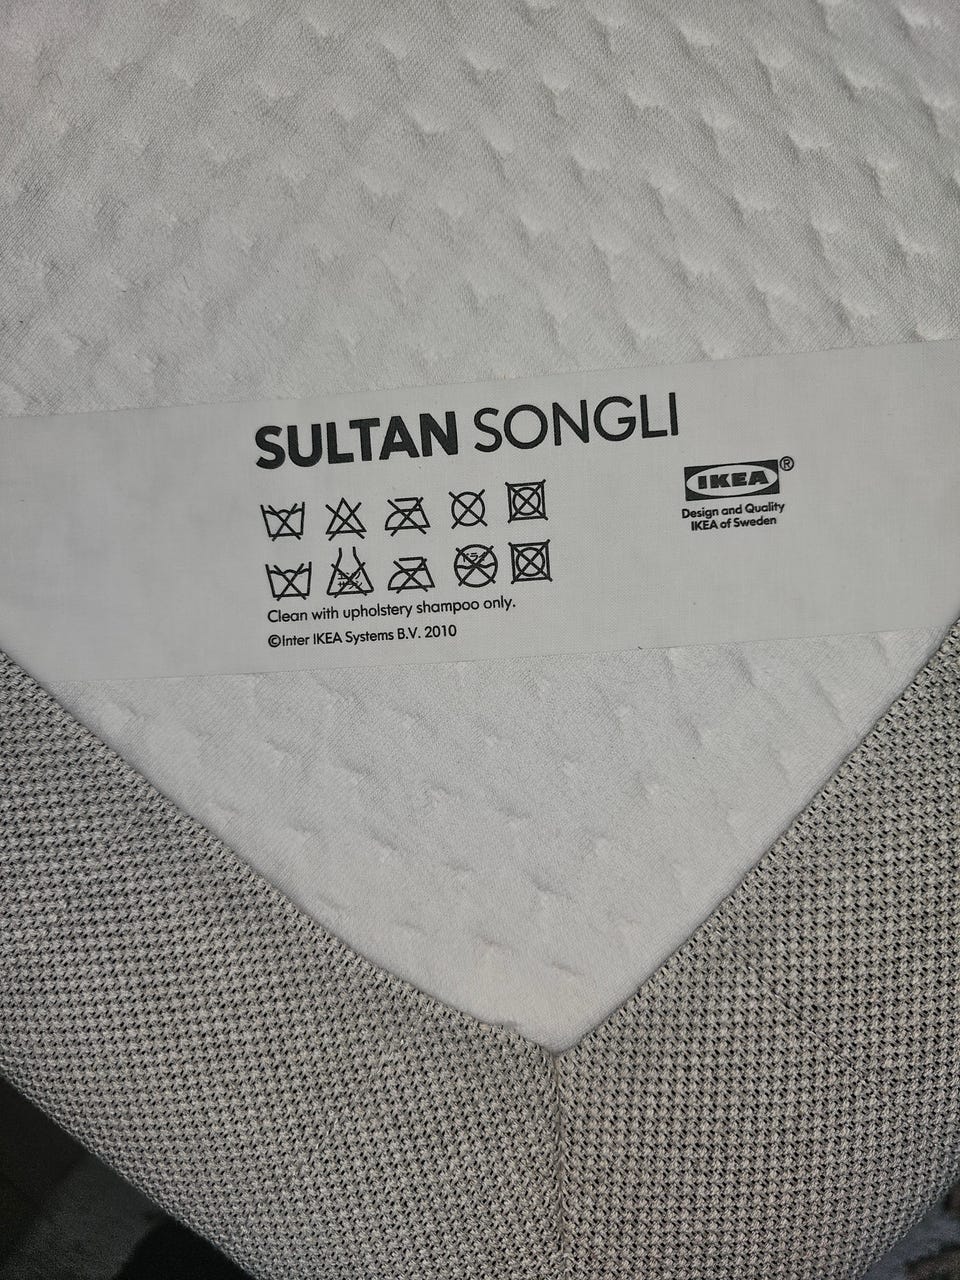 SULTAN SONGLI
IKEA®
Design and Quality
IKEA of Sweden
Clean with upholstery shampoo only.
©Inter IKEA Systems B.V. 2010